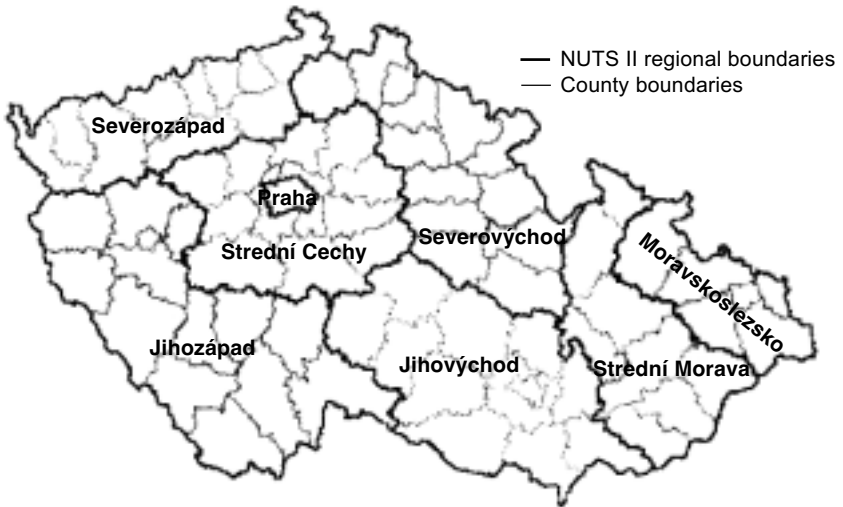 NUTS II regional boundaries
County boundaries
Severozápad
Praha
Strední Cechy
Severovýchod
Moravskoslezsko
Jihozápad
Jihovýchod
Strední Morava